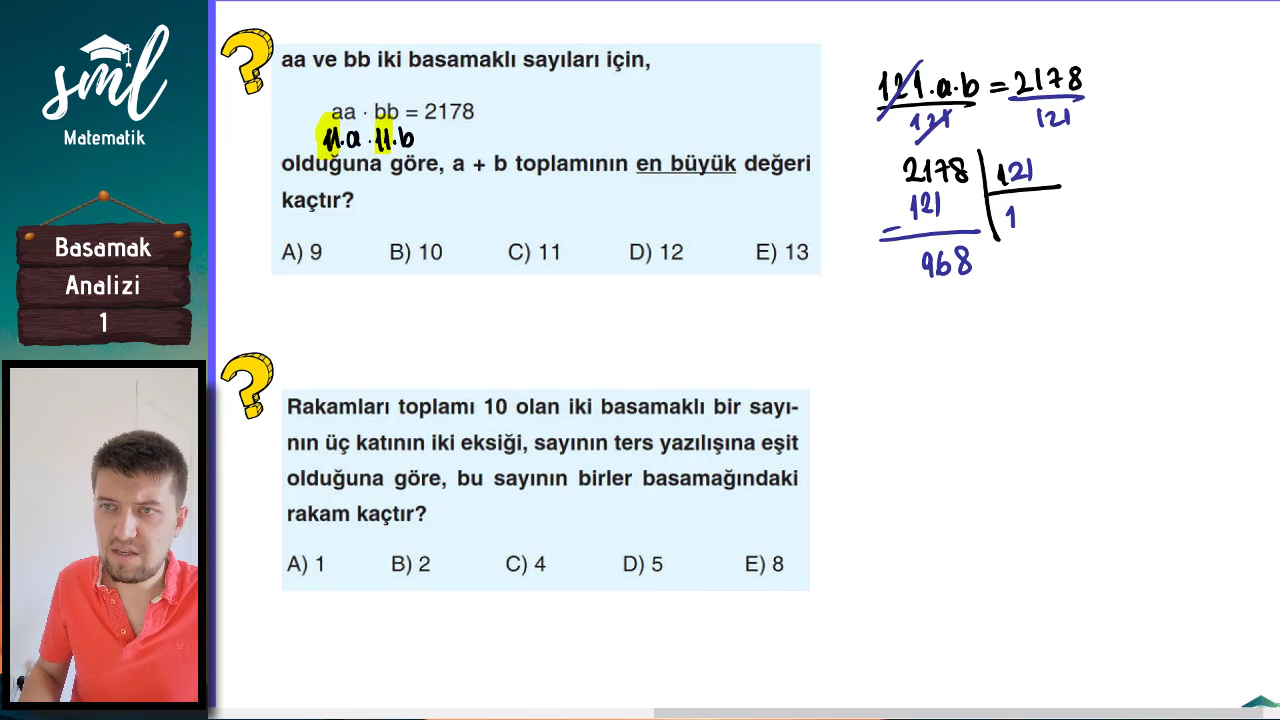 sml
Matematik
Basamak
Analizi
1
aa ve bb iki basamaklı sayıları için,
aa · bb = 2178
11.a . 11.b
olduğuna göre, a + b toplamının en büyük değeri
kaçtır?
A) 9 B) 10 C) 11 D) 12 E) 13
121.a.b = 2178
121 121
2178 121
121 1
-
968
Rakamları toplamı 10 olan iki basamaklı bir sayı-
nın üç katının iki eksiği, sayının ters yazılışına eşit
olduğuna göre, bu sayının birler basamağındaki
rakam kaçtır?
A) 1 B) 2 C) 4 D) 5 E) 8